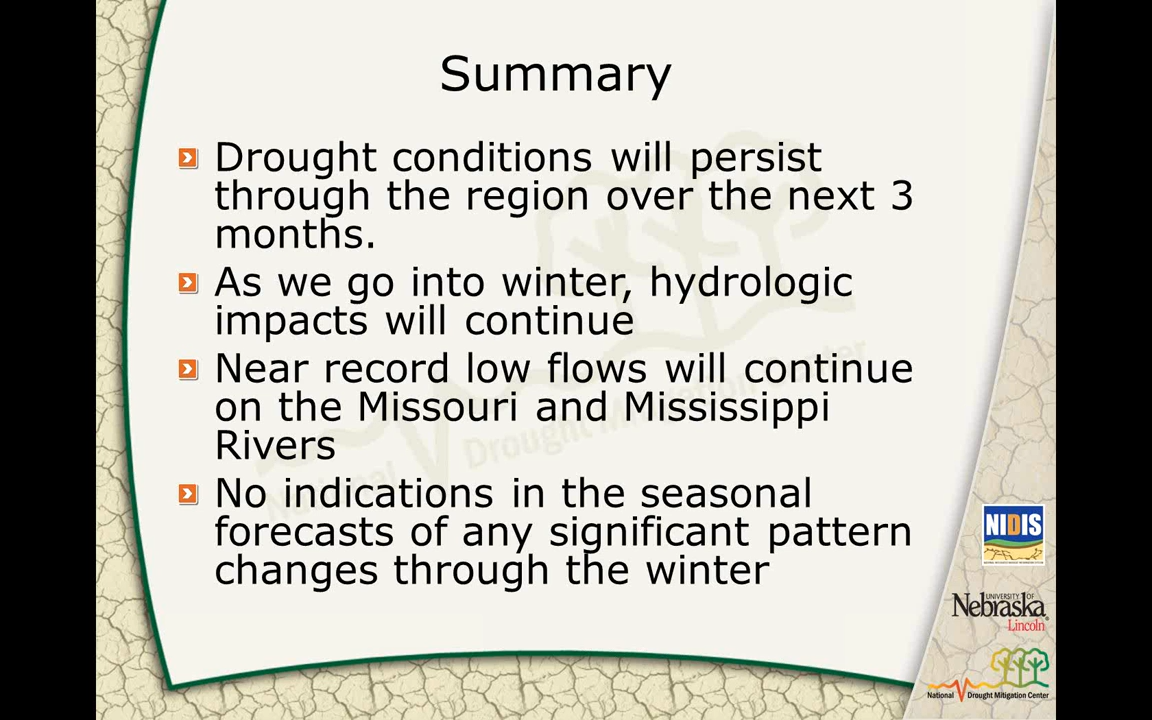 Summary
Drought conditions will persist
through the region over the next 3
months.
As we go into winter, hydrologic
impacts will continue
Near record low flows will continue
on the Missouri and Mississippi
Rivers
No indications in the seasonal
forecasts of any significant pattern
changes through the winter
NIDIS
UNIVERSITY OF
Nebraska
Lincoln
National Drought Mitigation Center